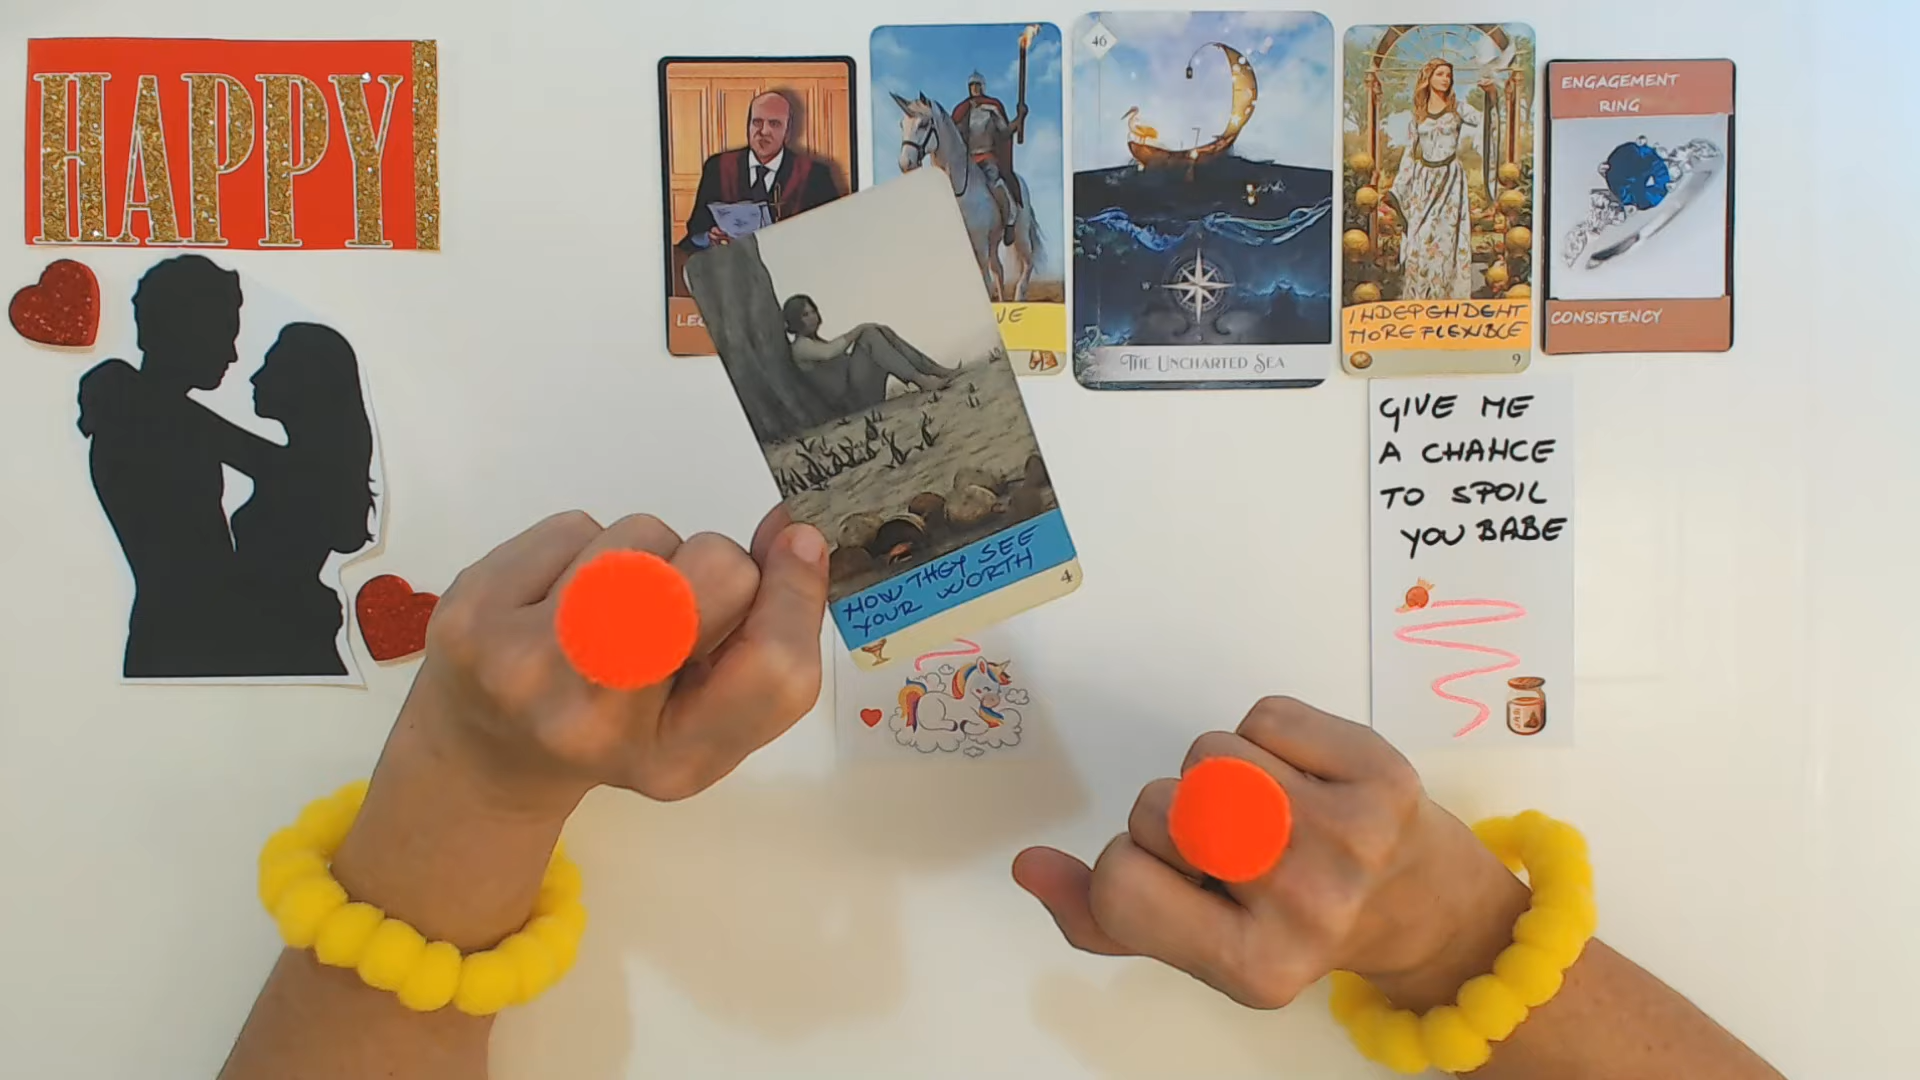 HAPPY
46
THE UNCHARTED SEA
INDEPENDENT
MORE FLEXIBLE
9
ENGAGEMENT
RING
CONSISTENCY
HOW THEY SEE
YOUR WORTH
4
GIVE ME
A CHANCE
TO SPOIL
YOU BABE